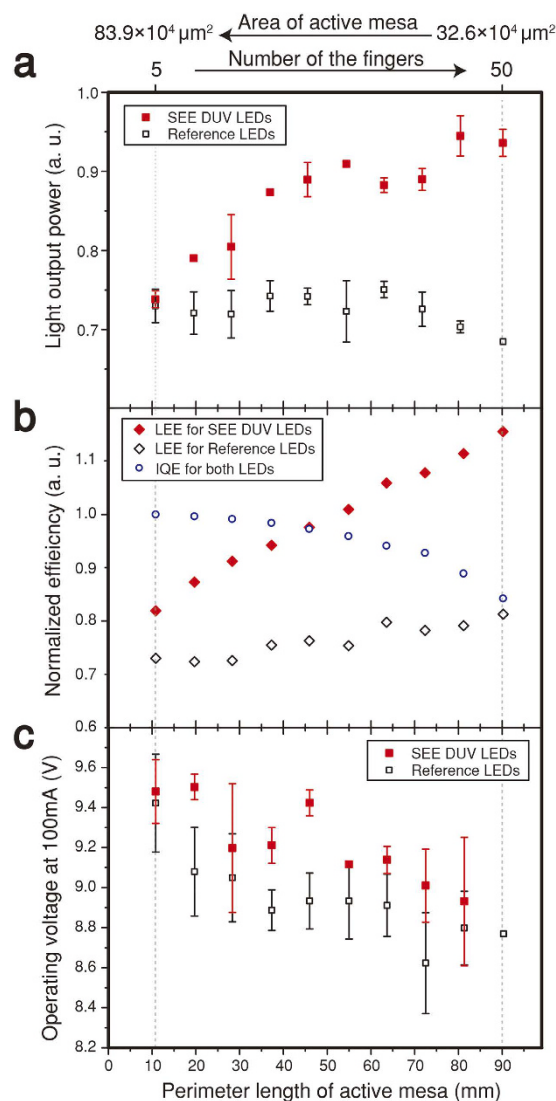 Area of active mesa
83.9×10⁴ μm² 32.6×10⁴ μm²
Number of the fingers
a 5 50
1.0
SEE DUV LEDs
Reference LEDs
0.9
0.8
0.7
Light output power (a. u.)
b
LEE for SEE DUV LEDs
LEE for Reference LEDs
IQE for both LEDs
1.1
1.0
0.9
0.8
0.7
0.6
Normalized effieicncy (a. u.)
c
SEE DUV LEDs
Reference LEDs
9.6
9.4
9.2
9.0
8.8
8.6
8.4
8.2
Operating voltage at 100mA (V)
0 10 20 30 40 50 60 70 80 90
Perimeter length of active mesa (mm)